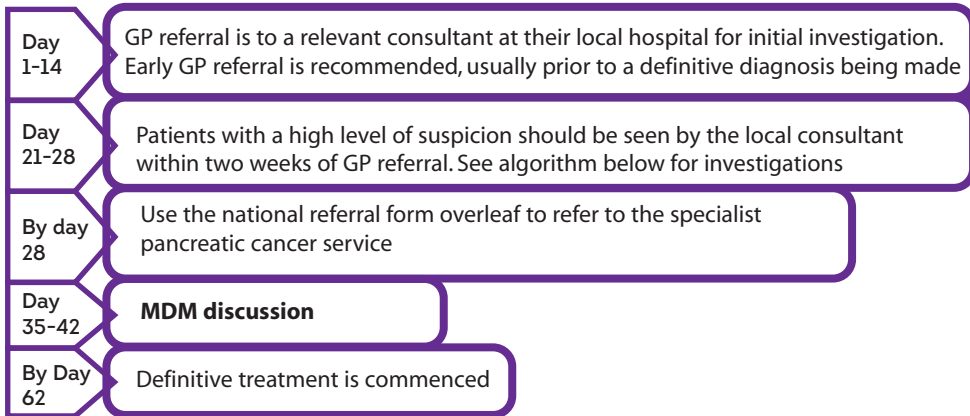 Day
1-14
GP referral is to a relevant consultant at their local hospital for initial investigation.
Early GP referral is recommended, usually prior to a definitive diagnosis being made
Day
21-28
Patients with a high level of suspicion should be seen by the local consultant
within two weeks of GP referral. See algorithm below for investigations
By day
28
Use the national referral form overleaf to refer to the specialist
pancreatic cancer service
Day
35-42
MDM discussion
By Day
62
Definitive treatment is commenced